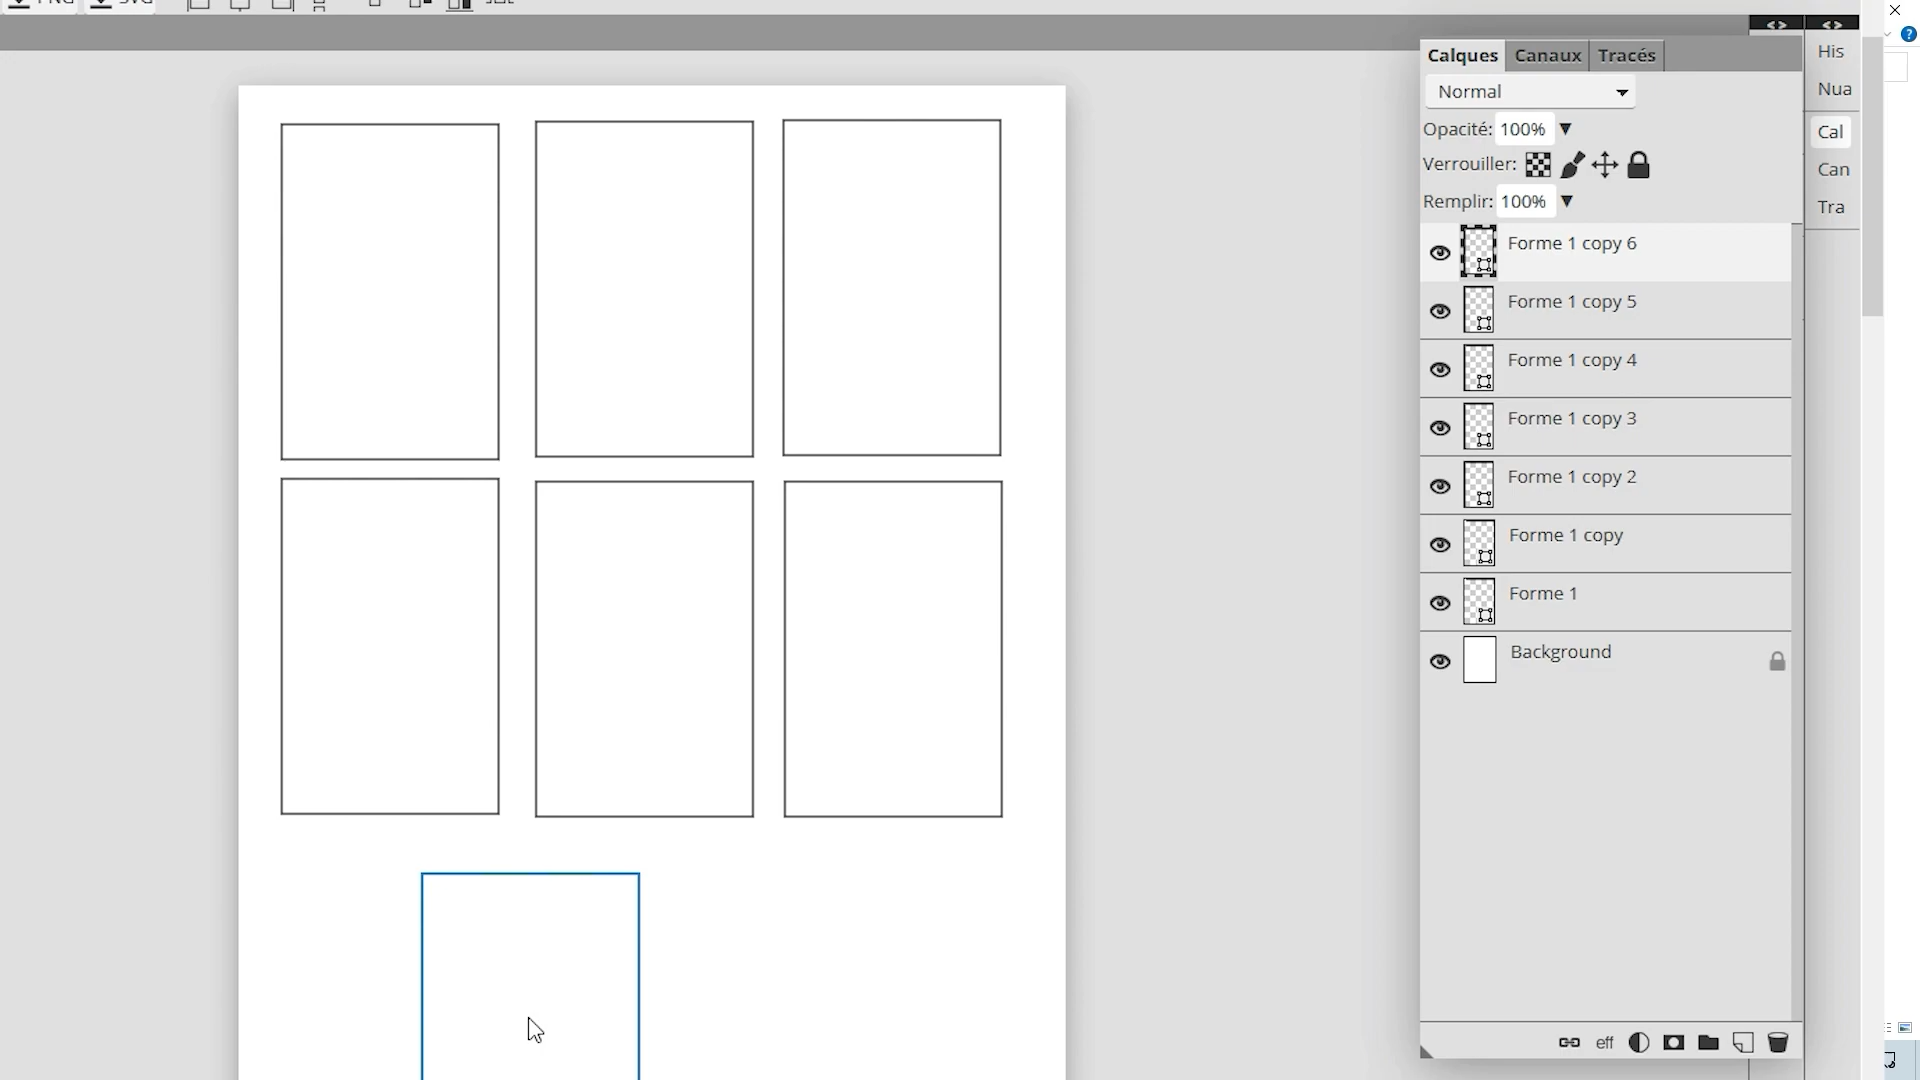 PNG
SVG
Calques Canaux Tracés
Normal
Opacité: 100%
Verrouiller:
Remplir: 100%
Forme 1 copy 6
Forme 1 copy 5
Forme 1 copy 4
Forme 1 copy 3
Forme 1 copy 2
Forme 1 copy
Forme 1
Background
eff
His
Nua
Cal
Can
Tra